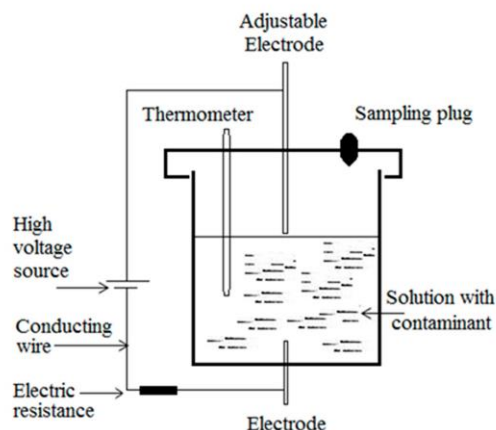 Adjustable
Electrode
Thermometer
Sampling plug
High
voltage
source
Solution with
contaminant
Conducting
wire
Electric
resistance
Electrode